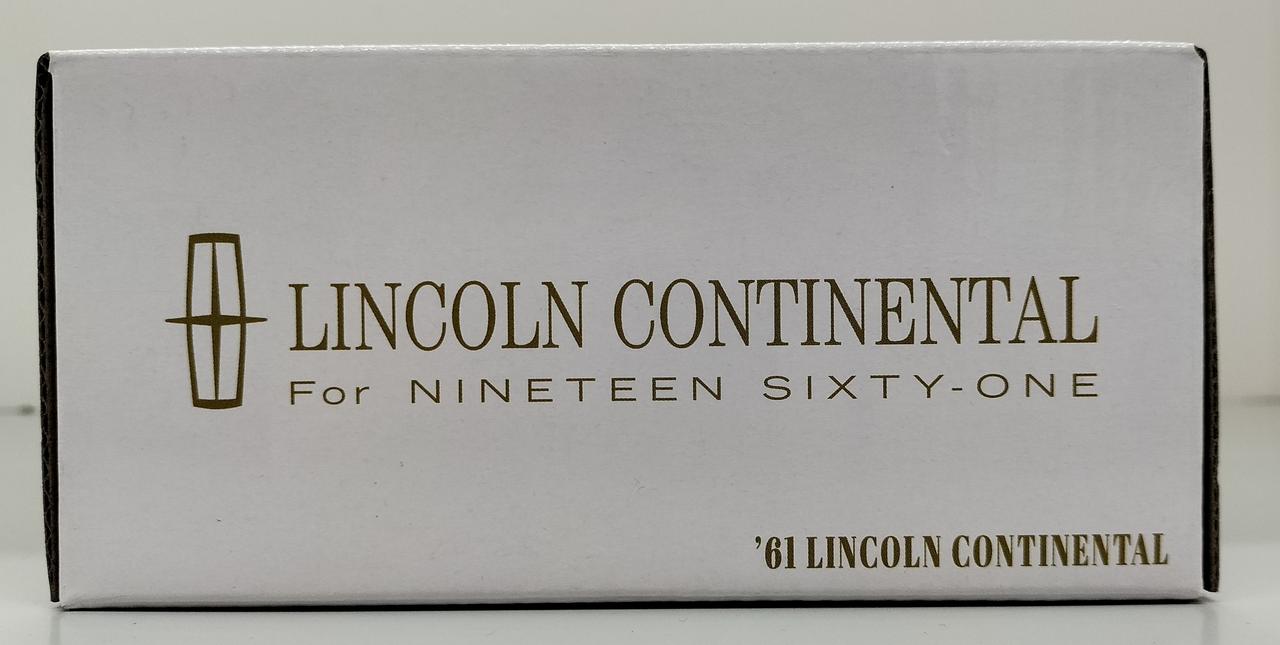 LINCOLN CONTINENTAL
For NINETEEN SIXTY-ONE
’61 LINCOLN CONTINENTAL